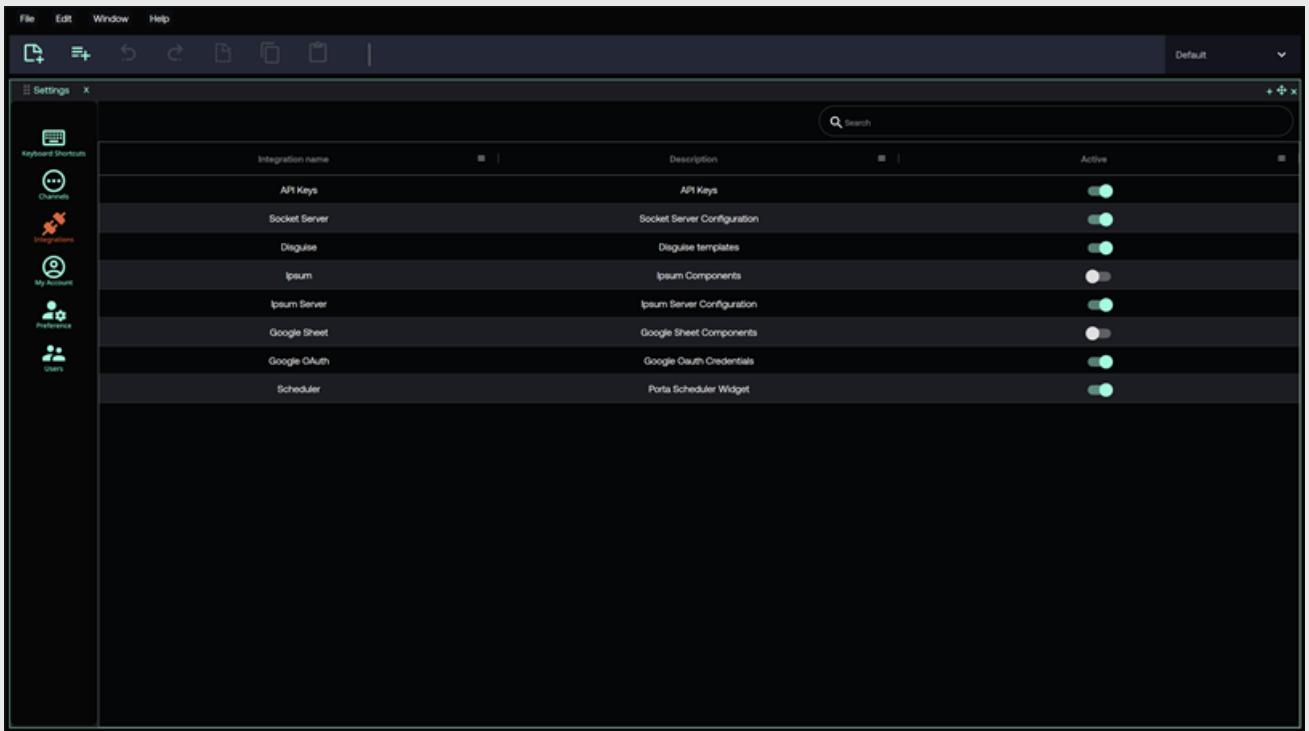 File Edit Window Help
Default
Settings X
Search
Keyboard Shortcuts
Channels
Integrations
My Account
Preference
Users
Integration name Description Active
API Keys API Keys
Socket Server Socket Server Configuration
Disguise Disguise templates
Ipsum Ipsum Components
Ipsum Server Ipsum Server Configuration
Google Sheet Google Sheet Components
Google OAuth Google Oauth Credentials
Scheduler Porta Scheduler Widget